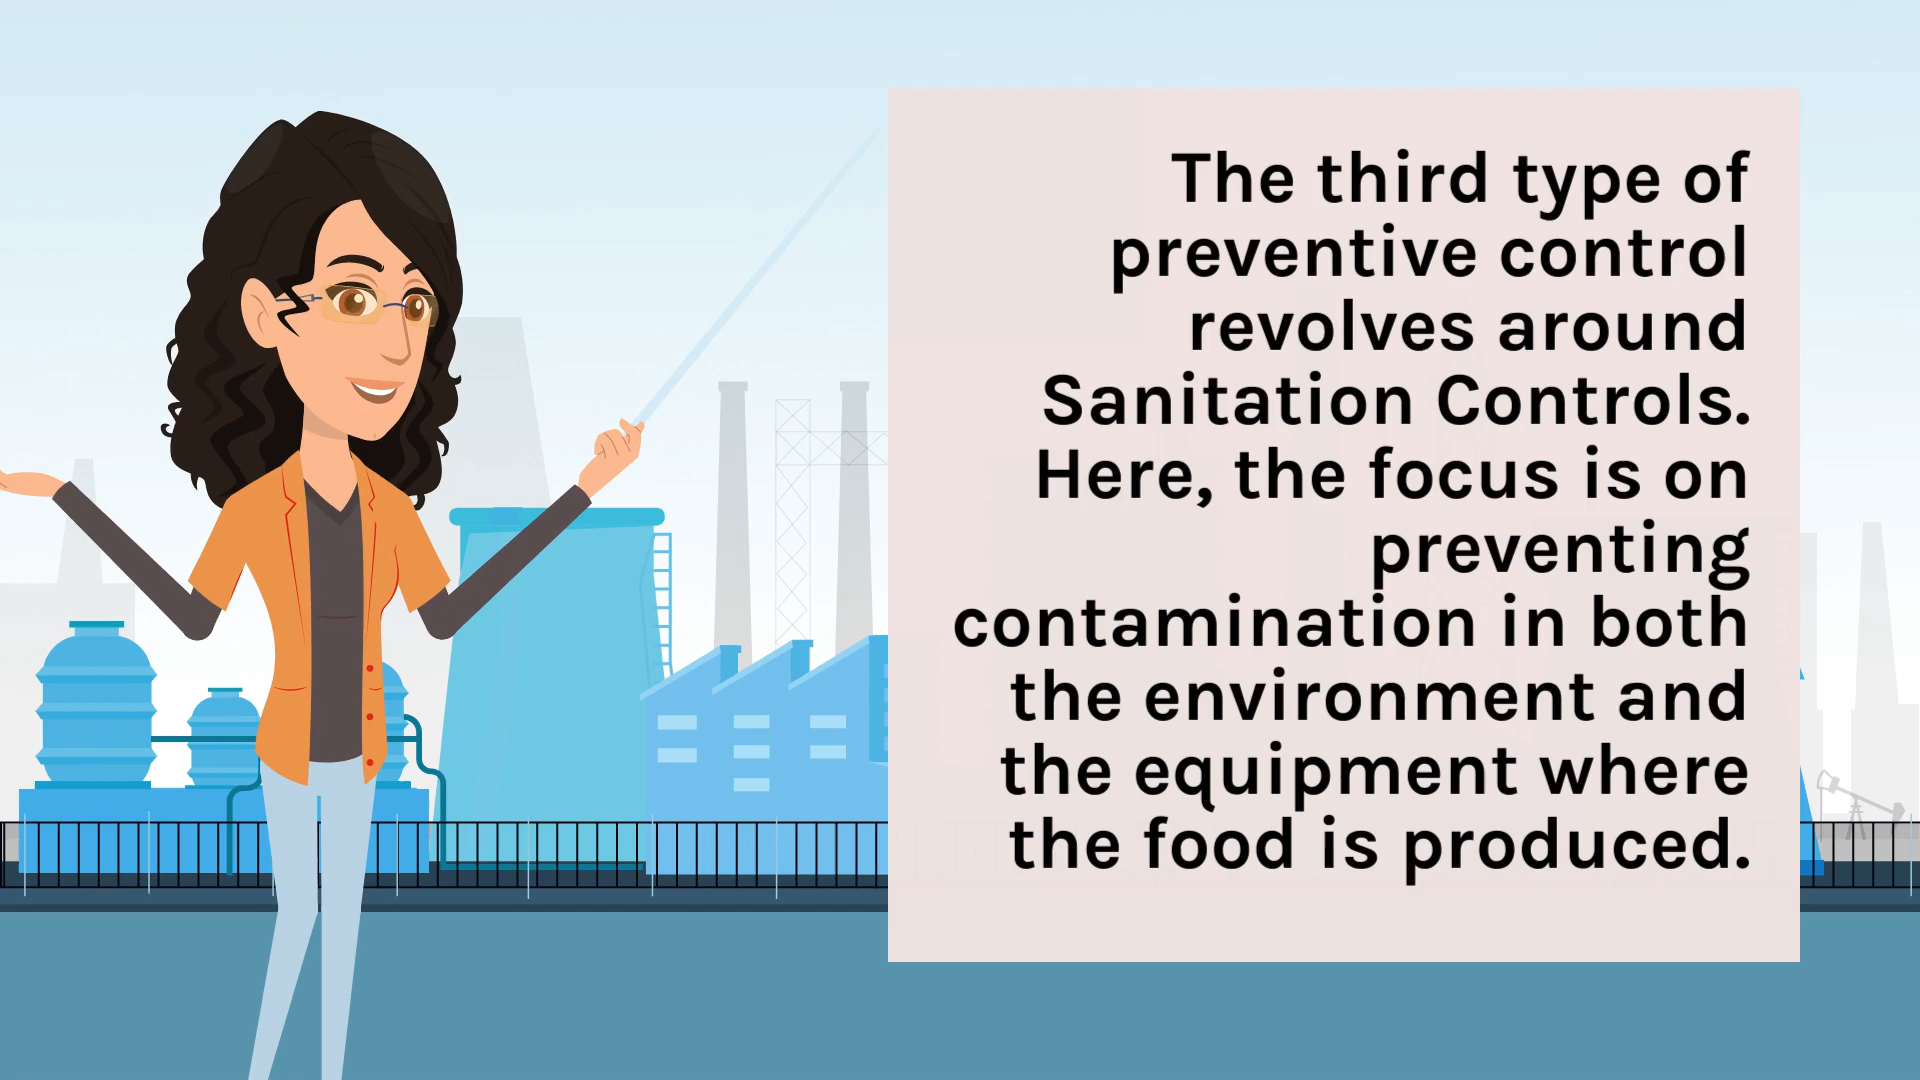 The third type of
preventive control
revolves around
Sanitation Controls.
Here, the focus is on
preventing
contamination in both
the environment and
the equipment where
the food is produced.